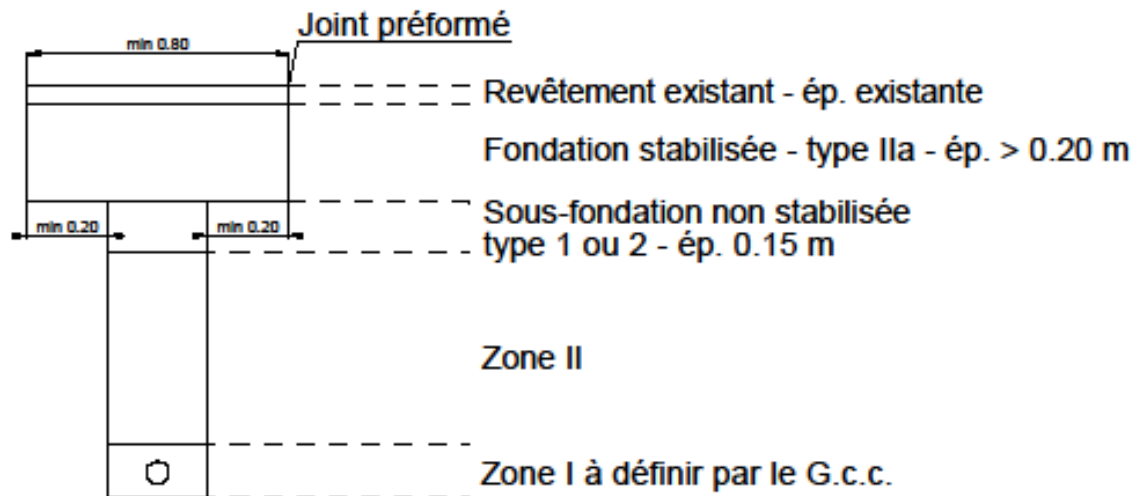 Joint préformé
min 0.80
Revêtement existant - ép. existante
Fondation stabilisée - type IIa - ép. > 0.20 m
min 0.20
min 0.20
Sous-fondation non stabilisée
type 1 ou 2 - ép. 0.15 m
Zone II
Zone I à définir par le G.c.c.